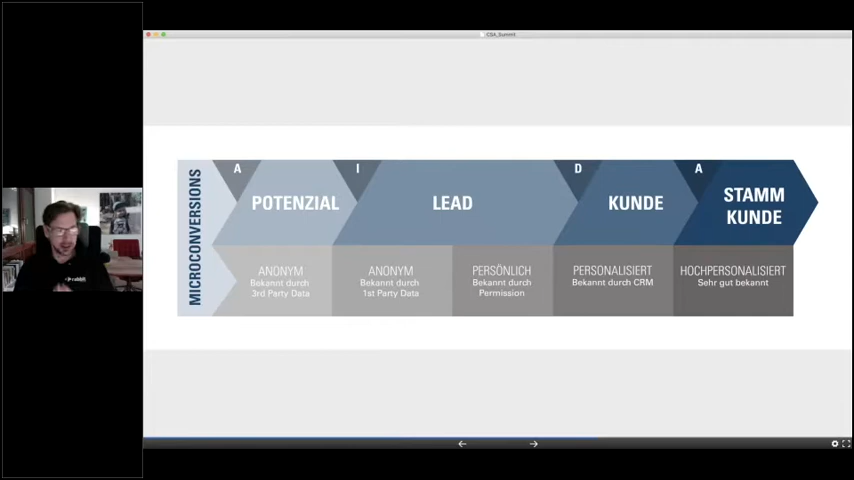 CSA_Summit
MICROCONVERSIONS
A
I
D
A
POTENZIAL
LEAD
KUNDE
STAMM
KUNDE
ANONYM
Bekannt durch
3rd Party Data
ANONYM
Bekannt durch
1st Party Data
PERSÖNLICH
Bekannt durch
Permission
PERSONALISIERT
Bekannt durch CRM
HOCHPERSONALISIERT
Sehr gut bekannt